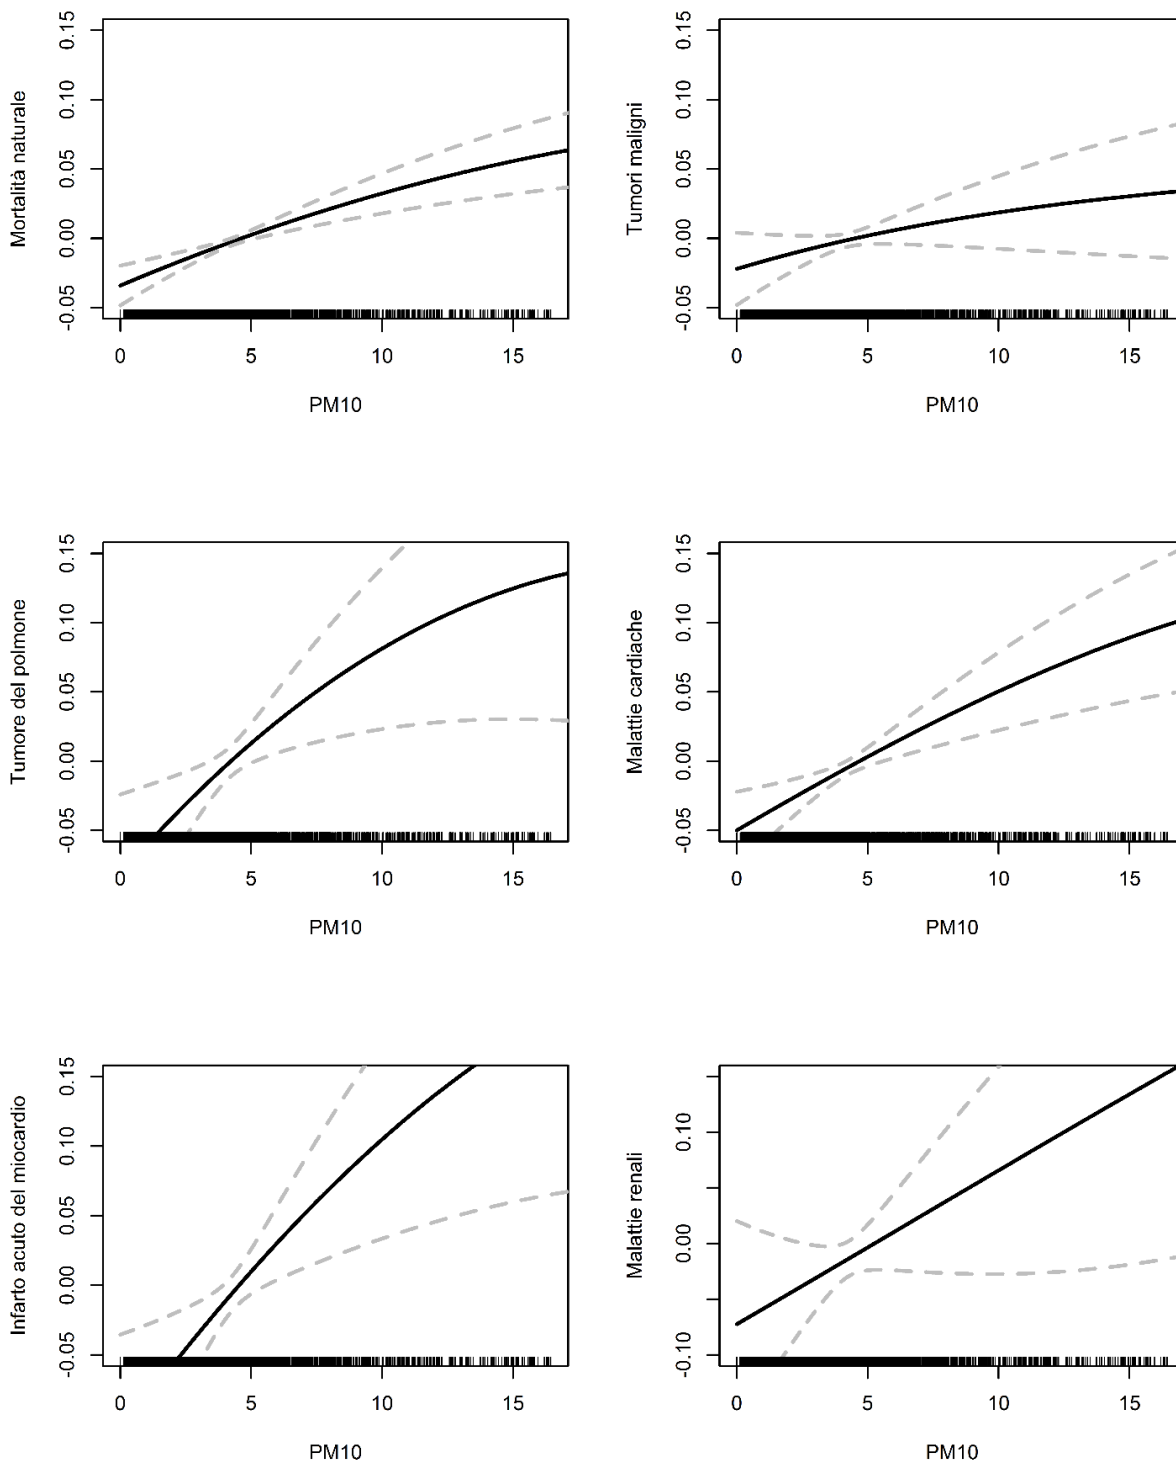 Mortalità naturale
0.15
0.10
0.05
0.00
-0.05
0 5 10 15
PM10
Tumori maligni
0.15
0.10
0.05
0.00
-0.05
0 5 10 15
PM10
Tumore del polmone
0.15
0.10
0.05
0.00
-0.05
0 5 10 15
PM10
Malattie cardiache
0.15
0.10
0.05
0.00
-0.05
0 5 10 15
PM10
Infarto acuto del miocardio
0.15
0.10
0.05
0.00
-0.05
0 5 10 15
PM10
Malattie renali
0.10
0.00
-0.10
0 5 10 15
PM10